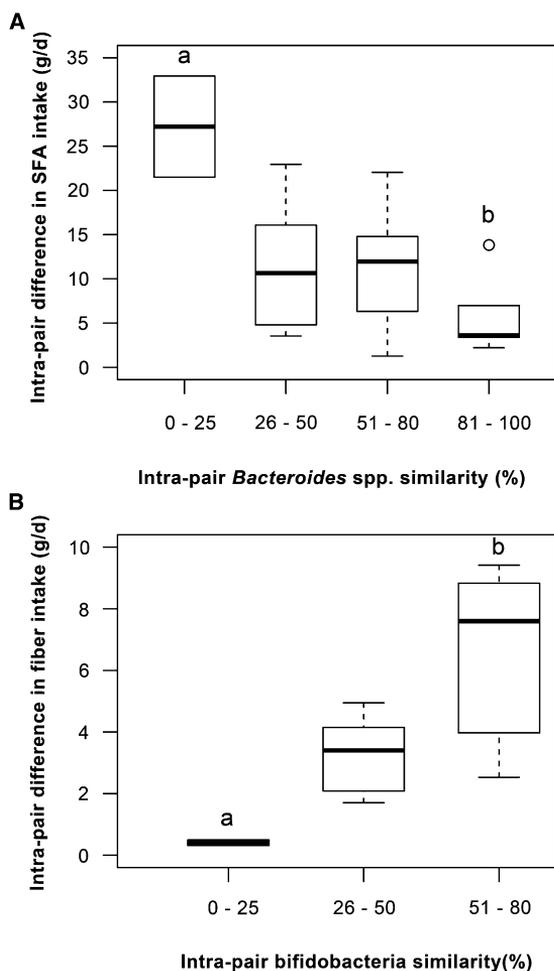 A
Intra-pair difference in SFA intake (g/d)
35
30
25
20
15
10
5
0
a
b
0 - 25
26 - 50
51 - 80
81 - 100
Intra-pair Bacteroides spp. similarity (%)
B
Intra-pair difference in fiber intake (g/d)
10
8
6
4
2
0
a
b
0 - 25
26 - 50
51 - 80
Intra-pair bifidobacteria similarity(%)